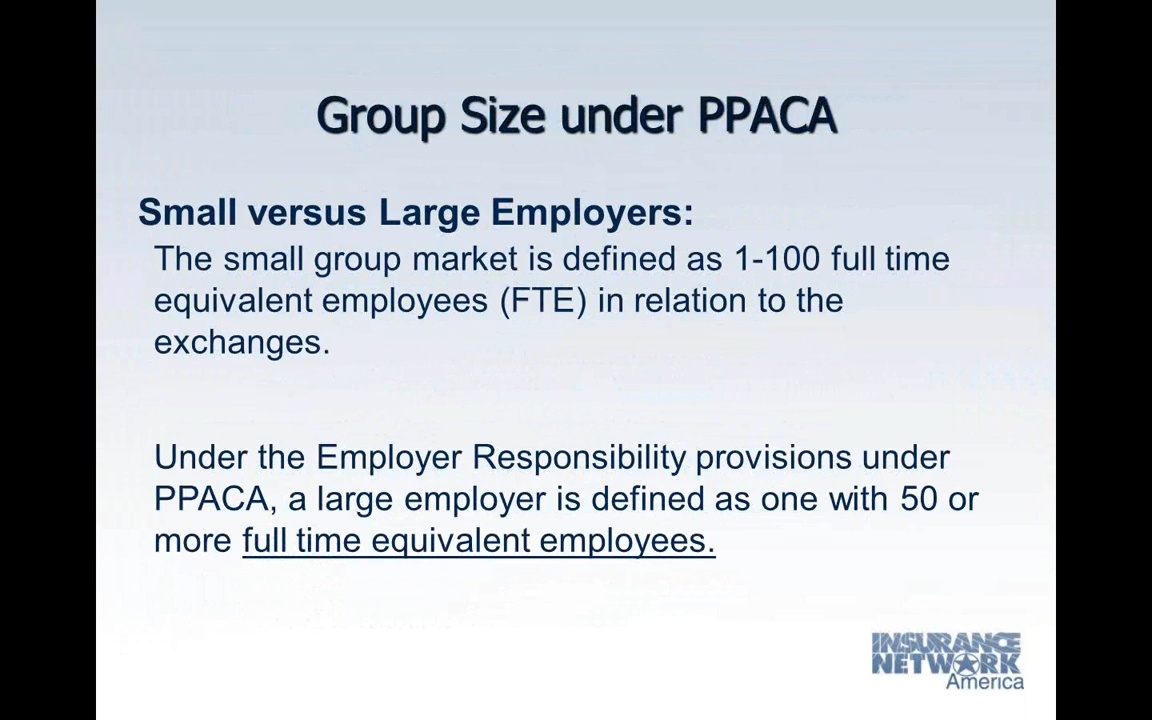 Group Size under PPACA
Small versus Large Employers:
The small group market is defined as 1-100 full time
equivalent employees (FTE) in relation to the
exchanges.
Under the Employer Responsibility provisions under
PPACA, a large employer is defined as one with 50 or
more full time equivalent employees.
INSURANCE
NETWORK
America